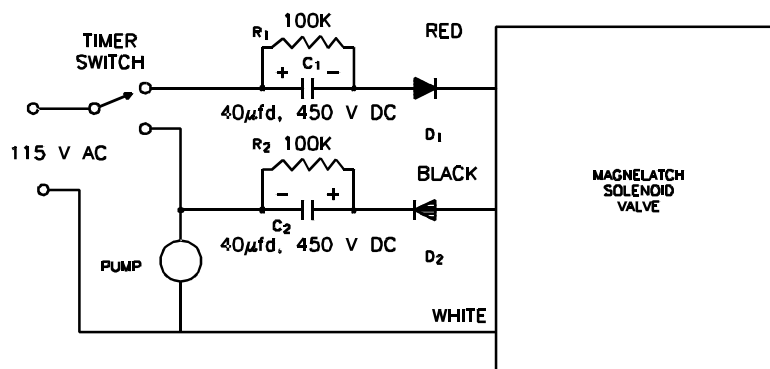 TIMER
SWITCH
115 V AC
R1
100K
+ C1 -
40µfd, 450 V DC
RED
D1
R2
100K
- +
C2
40µfd, 450 V DC
BLACK
D2
PUMP
WHITE
MAGNELATCH
SOLENOID
VALVE